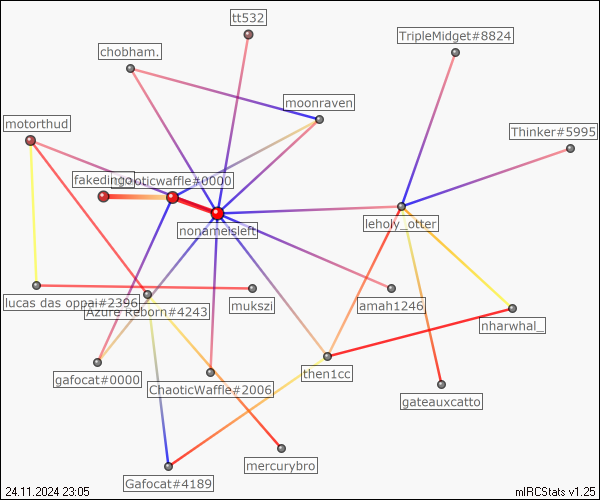 tt532
TripleMidget#8824
chobham.
moonraven
motorthud
Thinker#5995
Chaoticwaffle#0000
nonameisleft
leholy_otter
lucas das oppai#2396
mukszi
amah1246
Azure Reborn#4243
nharwhal_
gafocat#0000
ChaoticWaffle#2006
then1cc
gateauxcatto
mercurybro
Gafocat#4189
24.11.2024 23:05
mIRCStats v1.25